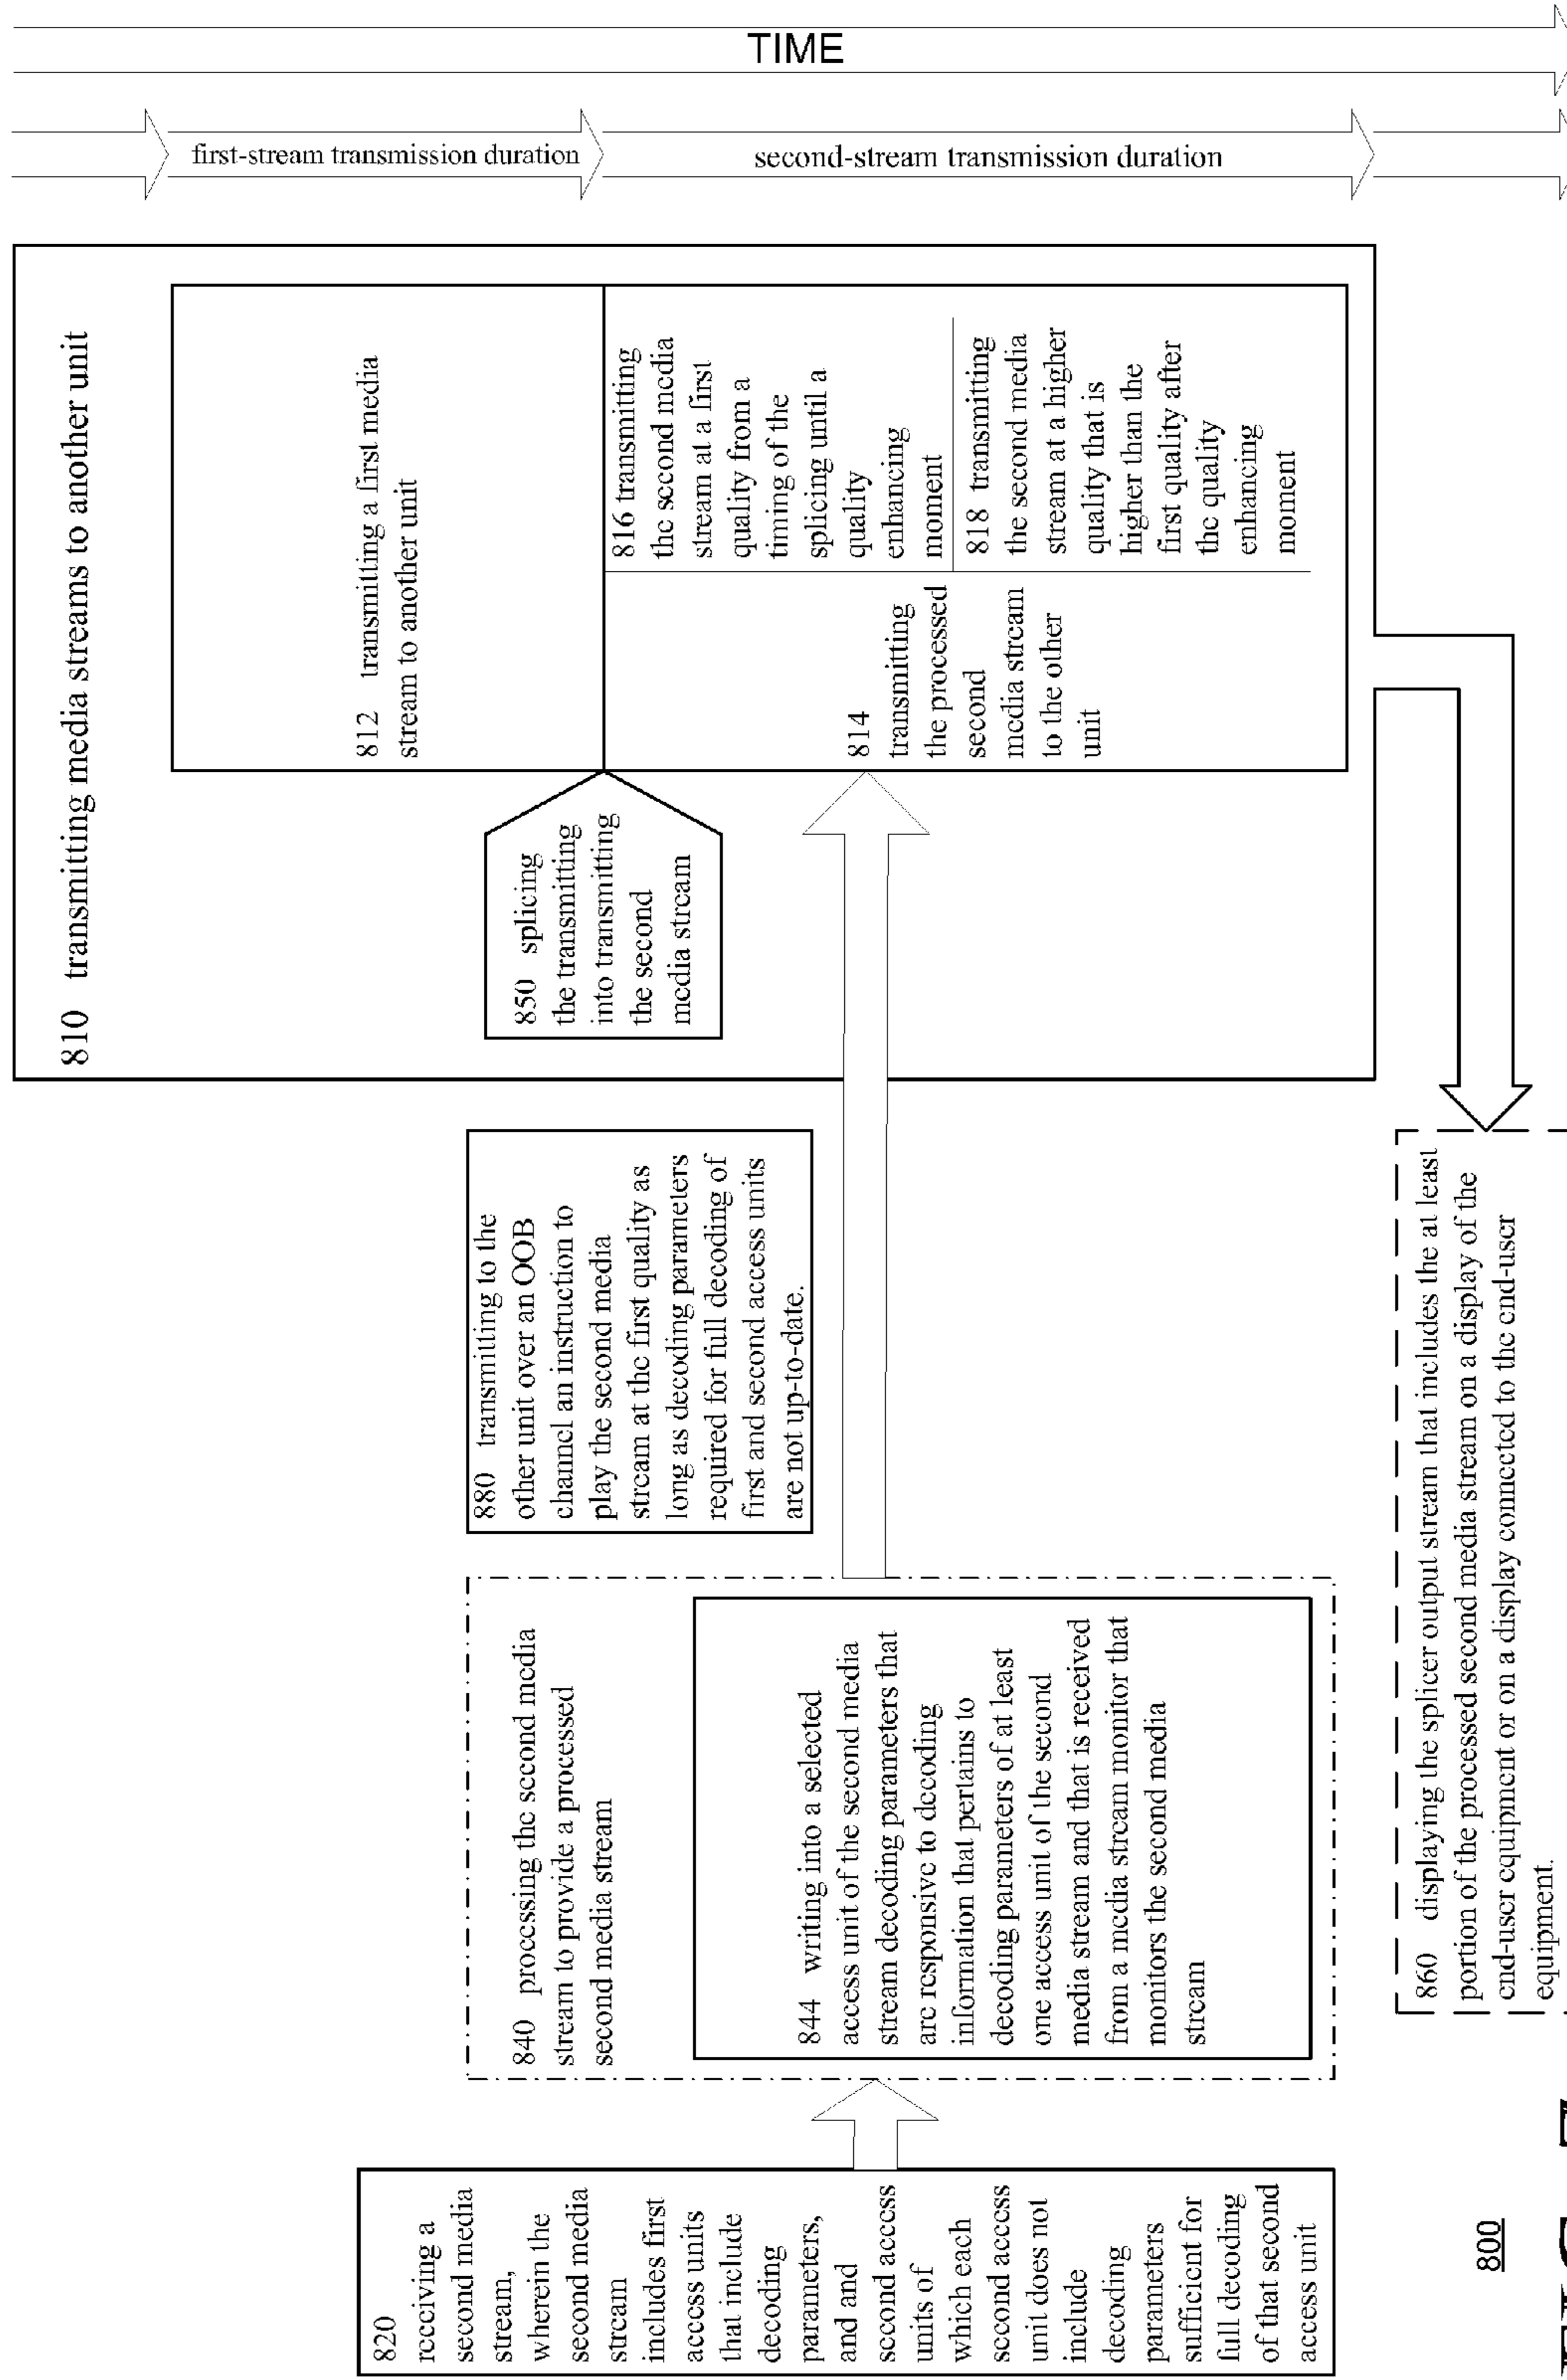 TIME
first-stream transmission duration
second-stream transmission duration
810 transmitting media streams to another unit
812 transmitting a first media
stream to another unit
850 splicing
the transmitting
into transmitting
the second
media stream
814
transmitting
the processed
second
media stream
to the other
unit
816 transmitting
the second media
stream at a first
quality from a
timing of the
splicing until a
quality
enhancing
moment
818 transmitting
the second media
stream at a higher
quality that is
higher than the
first quality after
the quality
enhancing
moment
880 transmitting to the
other unit over an OOB
channel an instruction to
play the second media
stream at the first quality as
long as decoding parameters
required for full decoding of
first and second access units
are not up-to-date.
840 processing the second media
stream to provide a processed
second media stream
844 writing into a selected
access unit of the second media
stream decoding parameters that
are responsive to decoding
information that pertains to
decoding parameters of at least
one access unit of the second
media stream and that is received
from a media stream monitor that
monitors the second media
stream
820
receiving a
second media
stream,
wherein the
second media
stream
includes first
access units
that include
decoding
parameters,
and and
second access
units of
which each
second access
unit does not
include
decoding
parameters
sufficient for
full decoding
of that second
access unit
860 displaying the splicer output stream that includes the at least
portion of the processed second media stream on a display of the
end-user equipment or on a display connected to the end-user
equipment.
800